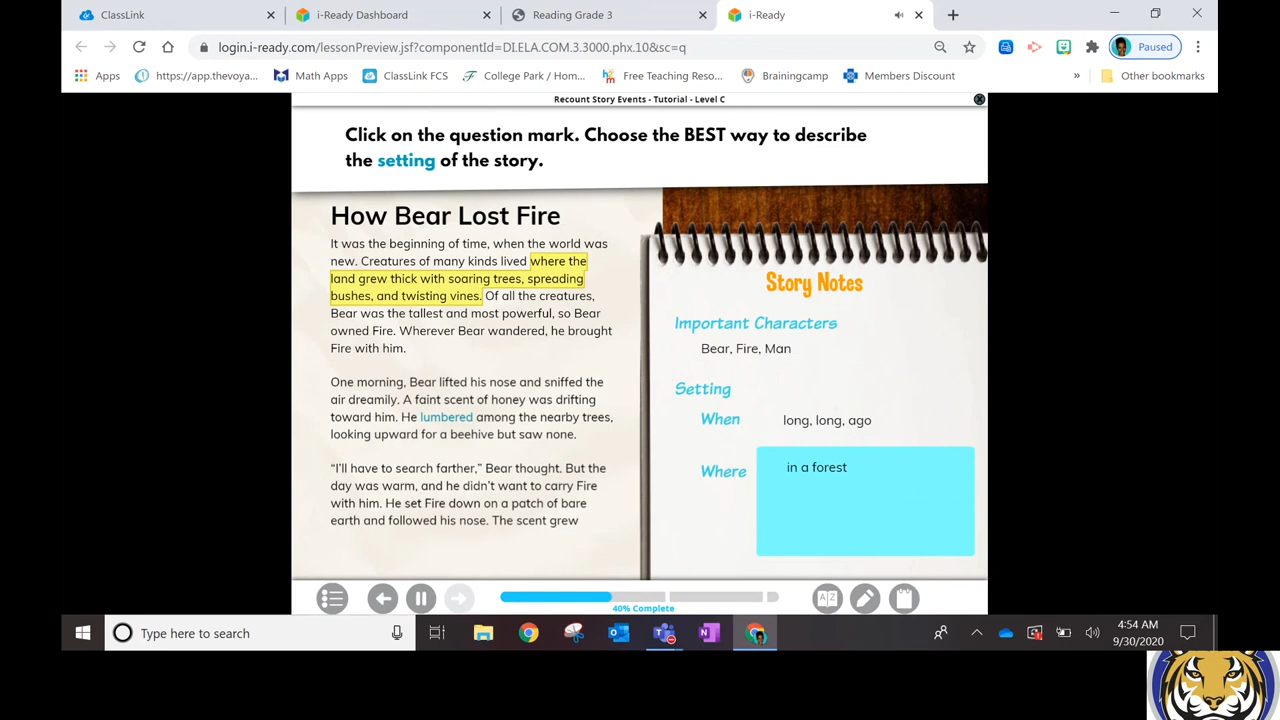 ClassLink
i-Ready Dashboard
Reading Grade 3
i-Ready
login.i-ready.com/lessonPreview.jsf?componentId=DI.ELA.COM.3.3000.phx.10&sc=q
Paused
Apps
https://app.thevoya...
Math Apps
ClassLink FCS
College Park / Hom...
Free Teaching Reso...
Brainingcamp
Members Discount
»
Other bookmarks
Recount Story Events - Tutorial - Level C
Click on the question mark. Choose the BEST way to describe
the setting of the story.
How Bear Lost Fire
It was the beginning of time, when the world was
new. Creatures of many kinds lived where the
land grew thick with soaring trees, spreading
bushes, and twisting vines. Of all the creatures,
Bear was the tallest and most powerful, so Bear
owned Fire. Wherever Bear wandered, he brought
Fire with him.
One morning, Bear lifted his nose and sniffed the
air dreamily. A faint scent of honey was drifting
toward him. He lumbered among the nearby trees,
looking upward for a beehive but saw none.
“I’ll have to search farther,” Bear thought. But the
day was warm, and he didn’t want to carry Fire
with him. He set Fire down on a patch of bare
earth and followed his nose. The scent grew
Story Notes
Important Characters
Bear, Fire, Man
Setting
When
long, long, ago
Where
in a forest
40% Complete
A Z
Type here to search
4:54 AM
9/30/2020